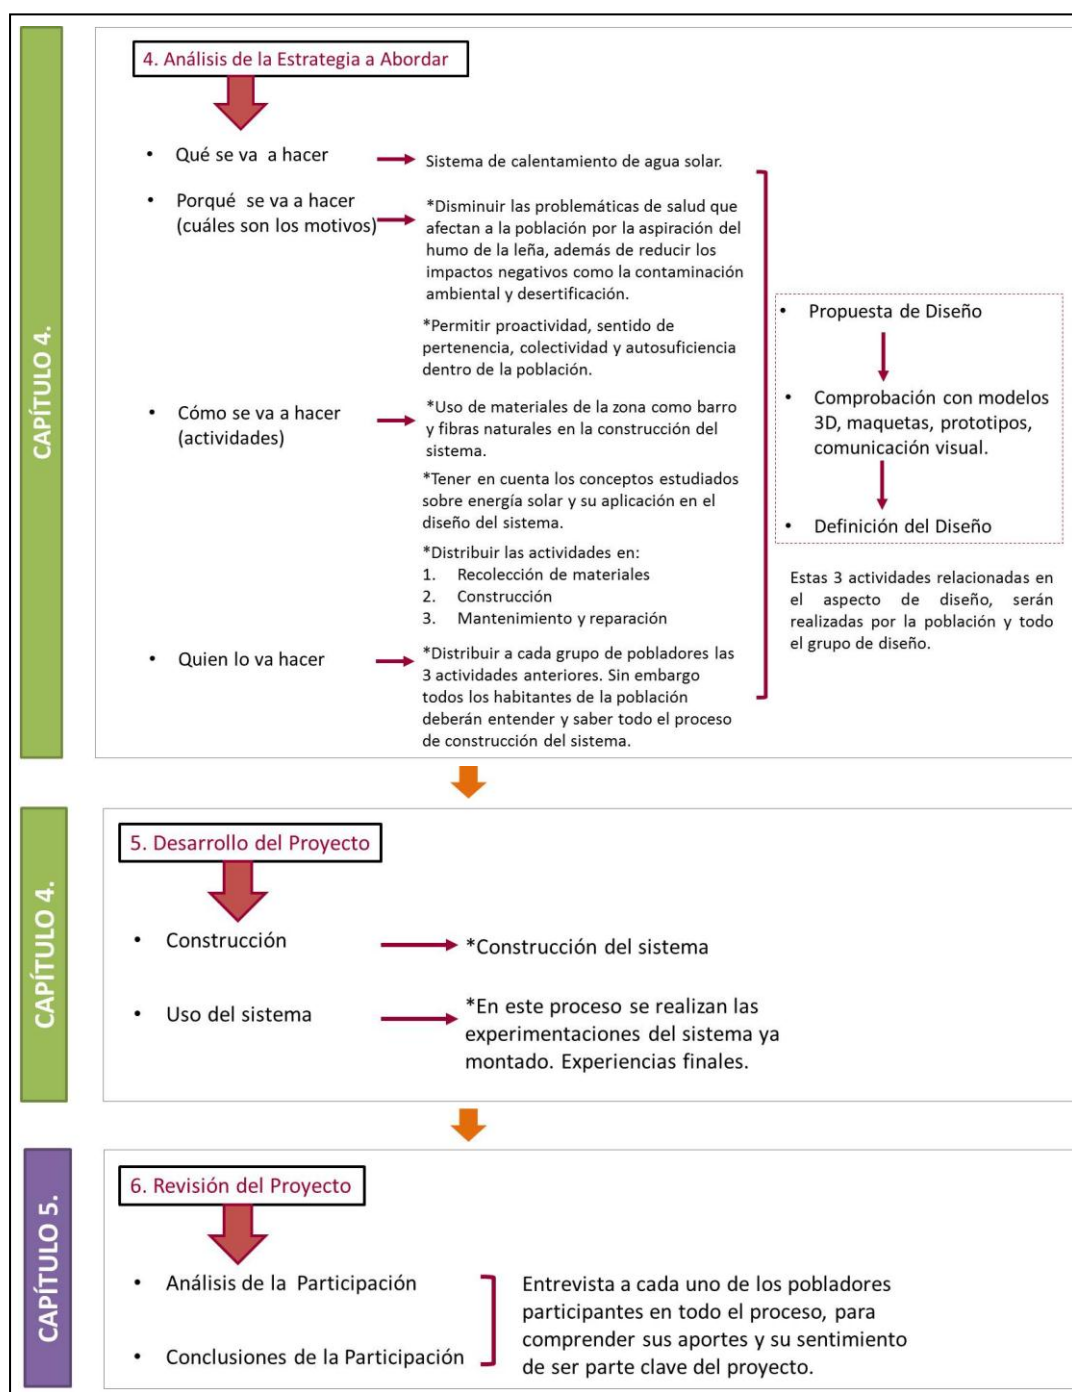 CAPÍTULO 4.
4. Análisis de la Estrategia a Abordar
• Qué se va a hacer
Sistema de calentamiento de agua solar.
• Porqué se va a hacer
(cuáles son los motivos)
*Disminuir las problemáticas de salud que
afectan a la población por la aspiración del
humo de la leña, además de reducir los
impactos negativos como la contaminación
ambiental y desertificación.
*Permitir proactividad, sentido de
pertenencia, colectividad y autosuficiencia
dentro de la población.
• Cómo se va a hacer
(actividades)
*Uso de materiales de la zona como barro
y fibras naturales en la construcción del
sistema.
*Tener en cuenta los conceptos estudiados
sobre energía solar y su aplicación en el
diseño del sistema.
*Distribuir las actividades en:
1. Recolección de materiales
2. Construcción
3. Mantenimiento y reparación
• Quien lo va hacer
*Distribuir a cada grupo de pobladores las
3 actividades anteriores. Sin embargo
todos los habitantes de la población
deberán entender y saber todo el proceso
de construcción del sistema.
• Propuesta de Diseño
• Comprobación con modelos
3D, maquetas, prototipos,
comunicación visual.
• Definición del Diseño
Estas 3 actividades relacionadas en
el aspecto de diseño, serán
realizadas por la población y todo
el grupo de diseño.
CAPÍTULO 4.
5. Desarrollo del Proyecto
• Construcción
*Construcción del sistema
• Uso del sistema
*En este proceso se realizan las
experimentaciones del sistema ya
montado. Experiencias finales.
CAPÍTULO 5.
6. Revisión del Proyecto
• Análisis de la Participación
• Conclusiones de la Participación
Entrevista a cada uno de los pobladores
participantes en todo el proceso, para
comprender sus aportes y su sentimiento
de ser parte clave del proyecto.